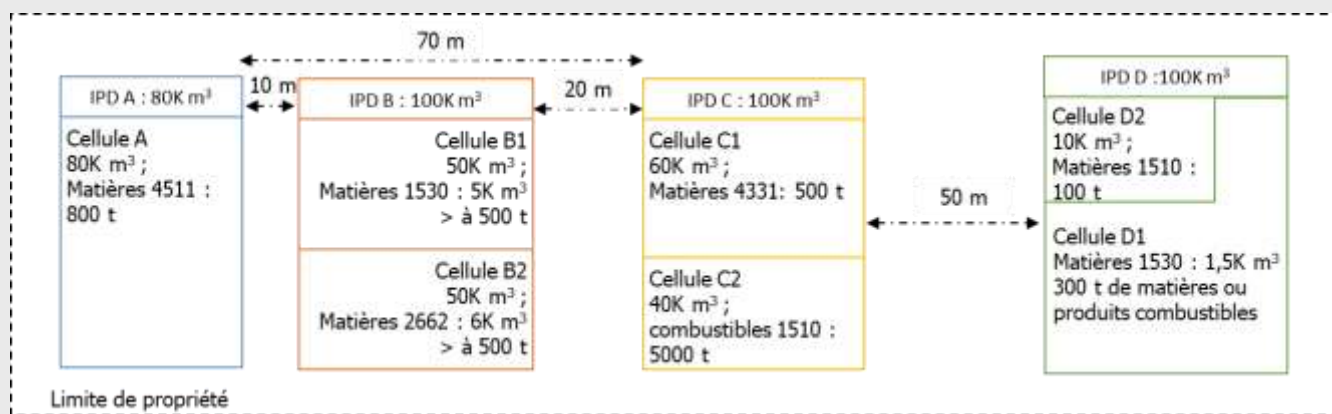 70 m
10 m
20 m
50 m
IPD A : 80K m³
Cellule A
80K m³ ;
Matières 4511 :
800 t
IPD B : 100K m³
Cellule B1
50K m³ ;
Matières 1530 : 5K m³
> à 500 t
Cellule B2
50K m³ ;
Matières 2662 : 6K m³
> à 500 t
IPD C : 100K m³
Cellule C1
60K m³ ;
Matières 4331: 500 t
Cellule C2
40K m³ ;
combustibles 1510 :
5000 t
IPD D :100K m³
Cellule D2
10K m³ ;
Matières 1510 :
100 t
Cellule D1
Matières 1530 : 1,5K m³
300 t de matières ou
produits combustibles
Limite de propriété